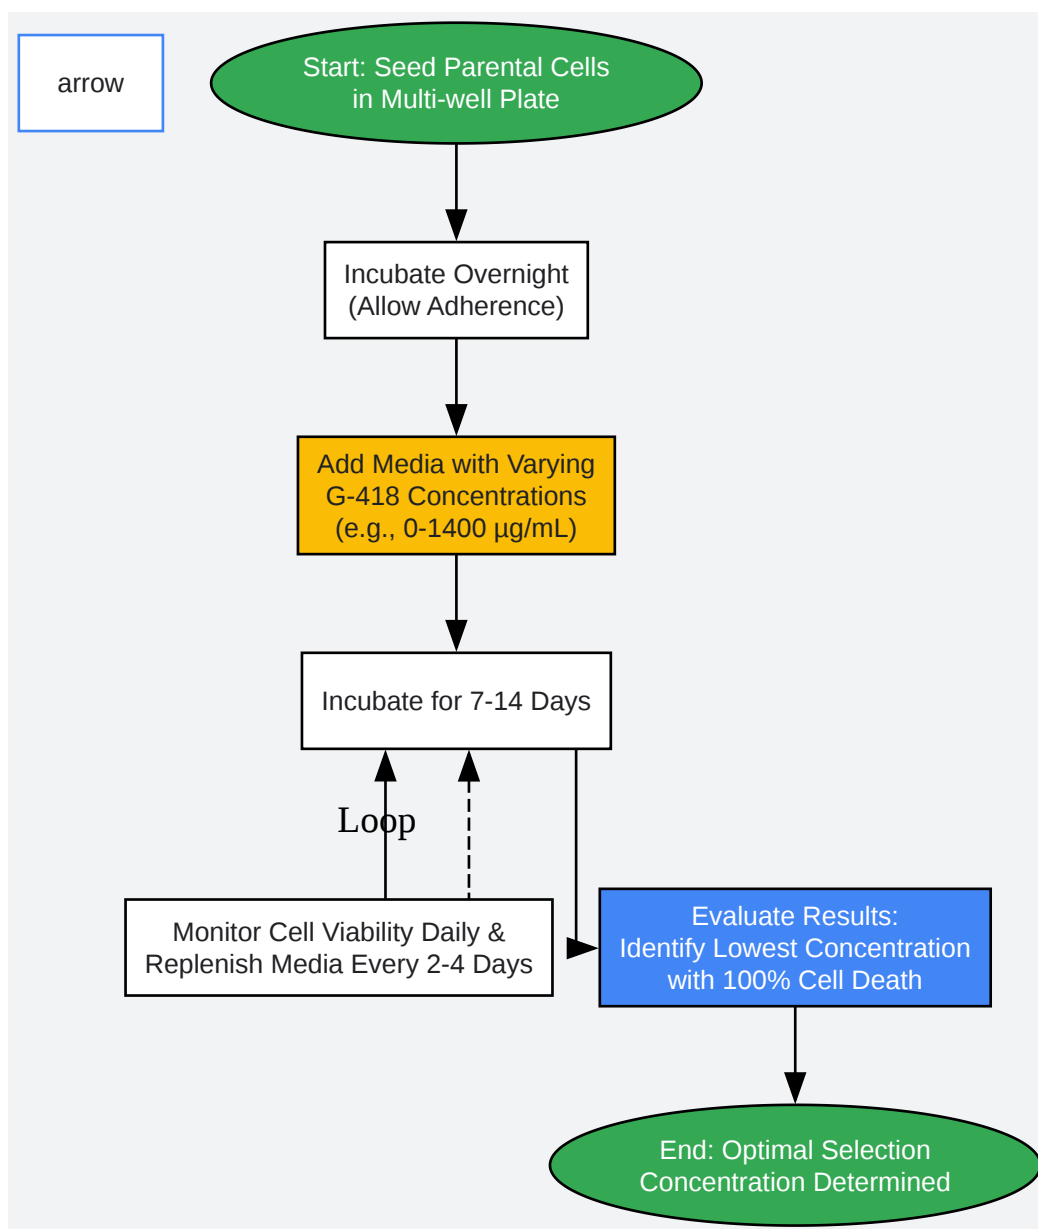 arrow
Start: Seed Parental Cells
in Multi-well Plate
Incubate Overnight
(Allow Adherence)
Add Media with Varying
G-418 Concentrations
(e.g., 0-1400 µg/mL)
Incubate for 7-14 Days
Loop
Monitor Cell Viability Daily &
Replenish Media Every 2-4 Days
Evaluate Results:
Identify Lowest Concentration
with 100% Cell Death
End: Optimal Selection
Concentration Determined